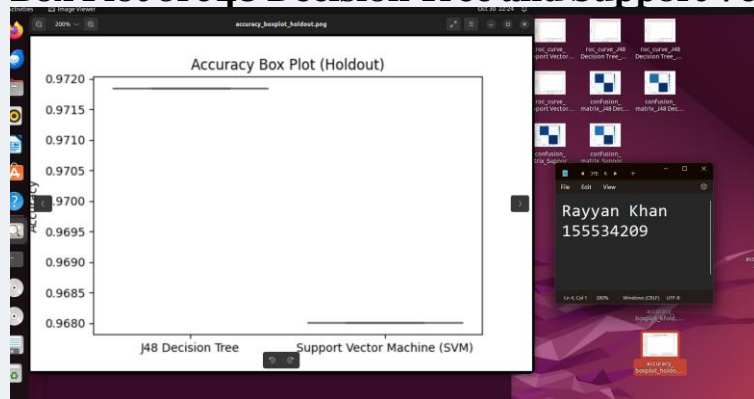 Image Viewer
Oct 30 22:24
200%
accuracy_boxplot_holdout.png
Accuracy Box Plot (Holdout)
0.9720
0.9715
0.9710
0.9705
0.9700
0.9695
0.9690
0.9685
0.9680
Accuracy
J48 Decision Tree
Support Vector Machine (SVM)
roc_curve_J48
Decision Tree_...
roc_curve_J48
Decision Tree_...
confusion_
matrix_J48 Dec...
confusion_
matrix_J48 Dec...
confusion_
confusion_
matrix_Suppor...
File Edit View
Rayyan Khan
155534209
Ln 4, Col 1
Windows (CRLF)
UTF-8
accuracy_
boxplot_kfold...
accuracy_
boxplot_holdo...